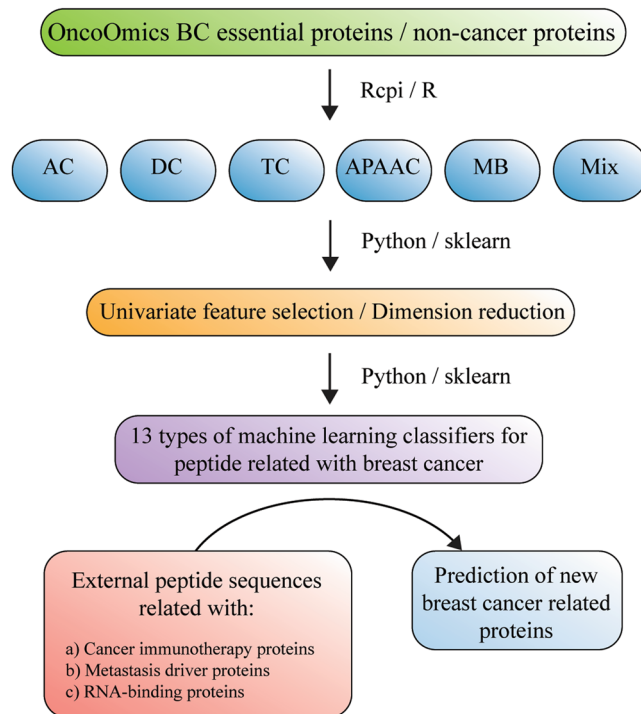 OncoOmics BC essential proteins / non-cancer proteins
Rcpi / R
AC DC TC APAAC MB Mix
Python / sklearn
Univariate feature selection / Dimension reduction
Python / sklearn
13 types of machine learning classifiers for
peptide related with breast cancer
External peptide sequences
related with:
a) Cancer immunotherapy proteins
b) Metastasis driver proteins
c) RNA-binding proteins
Prediction of new
breast cancer related
proteins